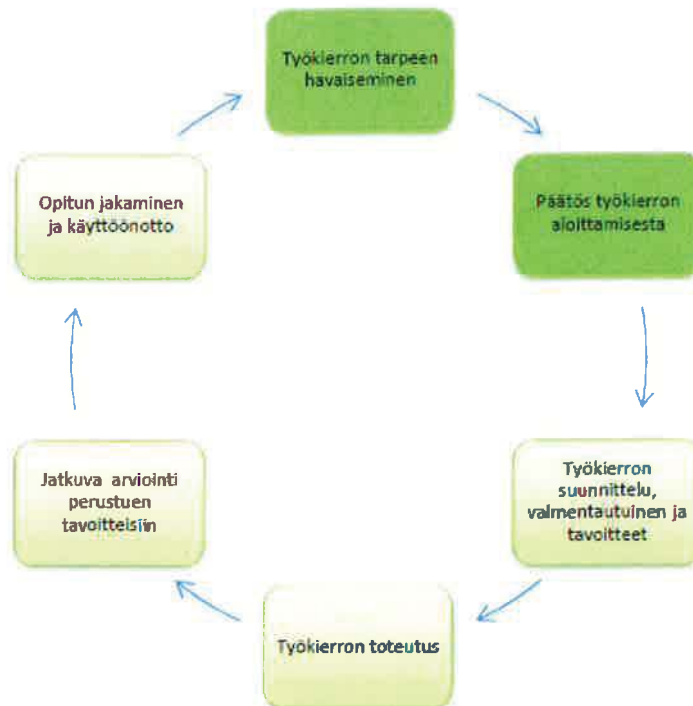 Työkierron tarpeen
havaiseminen
Päätös työkierron
aloittamisesta
Työkierron
suunnittelu,
valmentautuinen ja
tavoitteet
Työkierron toteutus
Jatkuva arviointi
perustuen
tavoitteisiin
Opitun jakaminen
ja käyttöönotto